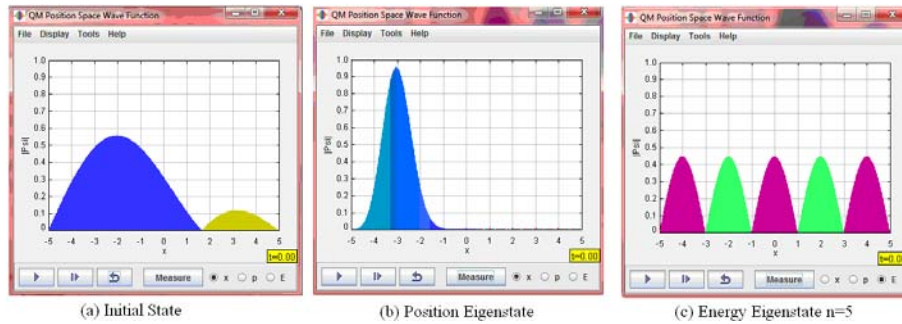 QM Position Space Wave Function
File Display Tools Help
1.0
0.9
0.8
0.7
0.6
0.5
0.4
0.3
0.2
0.1
0
|Psi|
-5 -4 -3 -2 -1 0 1 2 3 4 5
x
t=0.00
Measure x p E
(a) Initial State
QM Position Space Wave Function
File Display Tools Help
1.0
0.9
0.8
0.7
0.6
0.5
0.4
0.3
0.2
0.1
0
|Psi|
-5 -4 -3 -2 -1 0 1 2 3 4 5
x
t=0.00
Measure x p E
(b) Position Eigenstate
QM Position Space Wave Function
File Display Tools Help
1.0
0.9
0.8
0.7
0.6
0.5
0.4
0.3
0.2
0.1
0
|Psi|
-5 -4 -3 -2 -1 0 1 2 3 4 5
x
t=0.00
Measure x p E
(c) Energy Eigenstate n=5